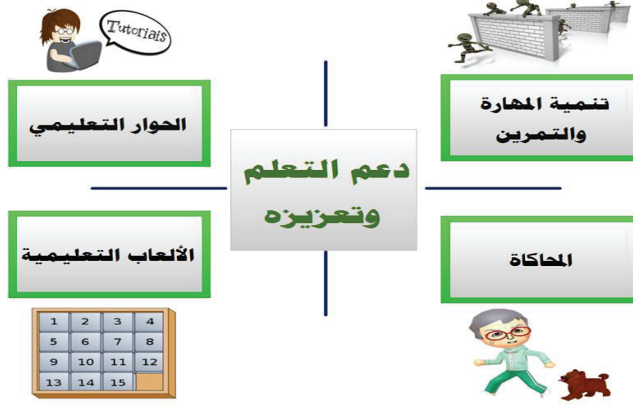 Tutorials
تنمية المهارة
والتمرين
الحوار التعليمي
دعم التعلم
وتعزيزه
المحاكاة
الألعاب التعليمية
1 2 3 4
5 6 7 8
9 10 11 12
13 14 15